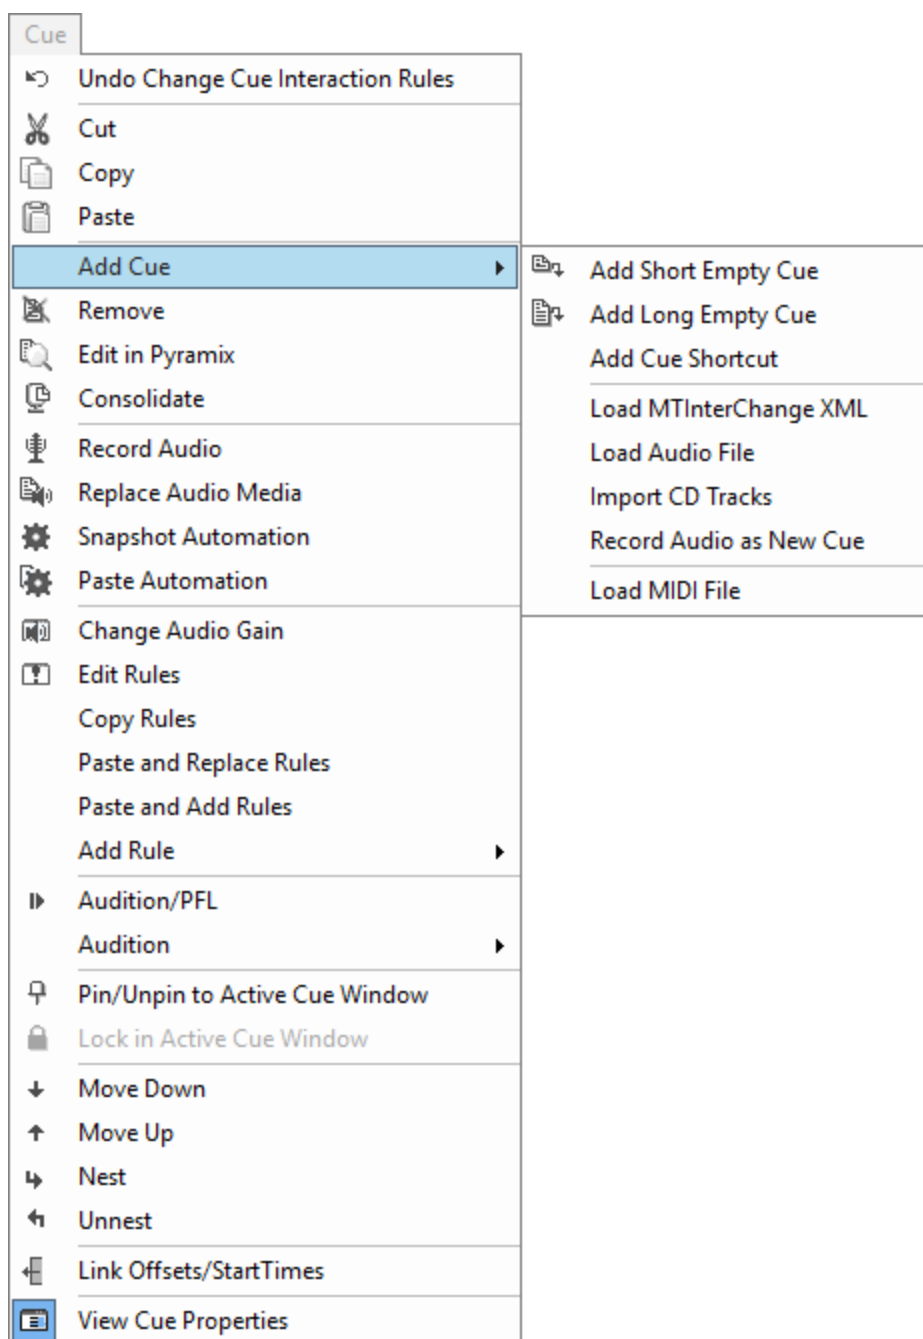 Cue
Undo Change Cue Interaction Rules
Cut
Copy
Paste
Add Cue
Remove
Edit in Pyramix
Consolidate
Record Audio
Replace Audio Media
Snapshot Automation
Paste Automation
Change Audio Gain
Edit Rules
Copy Rules
Paste and Replace Rules
Paste and Add Rules
Add Rule
Audition/PFL
Audition
Pin/Unpin to Active Cue Window
Lock in Active Cue Window
Move Down
Move Up
Nest
Unnest
Link Offsets/StartTimes
View Cue Properties
Add Short Empty Cue
Add Long Empty Cue
Add Cue Shortcut
Load MTInterChange XML
Load Audio File
Import CD Tracks
Record Audio as New Cue
Load MIDI File